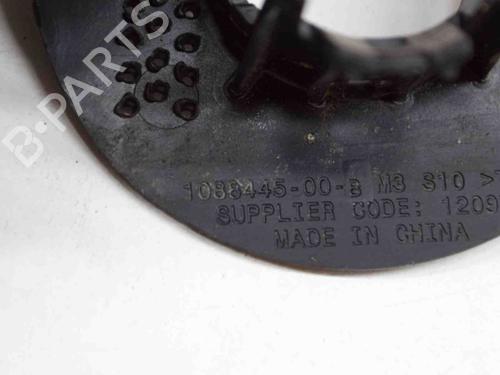 B·PARTS
1088445-00-B M3 S10 >
SUPPLIER CODE: 1209
MADE IN CHINA